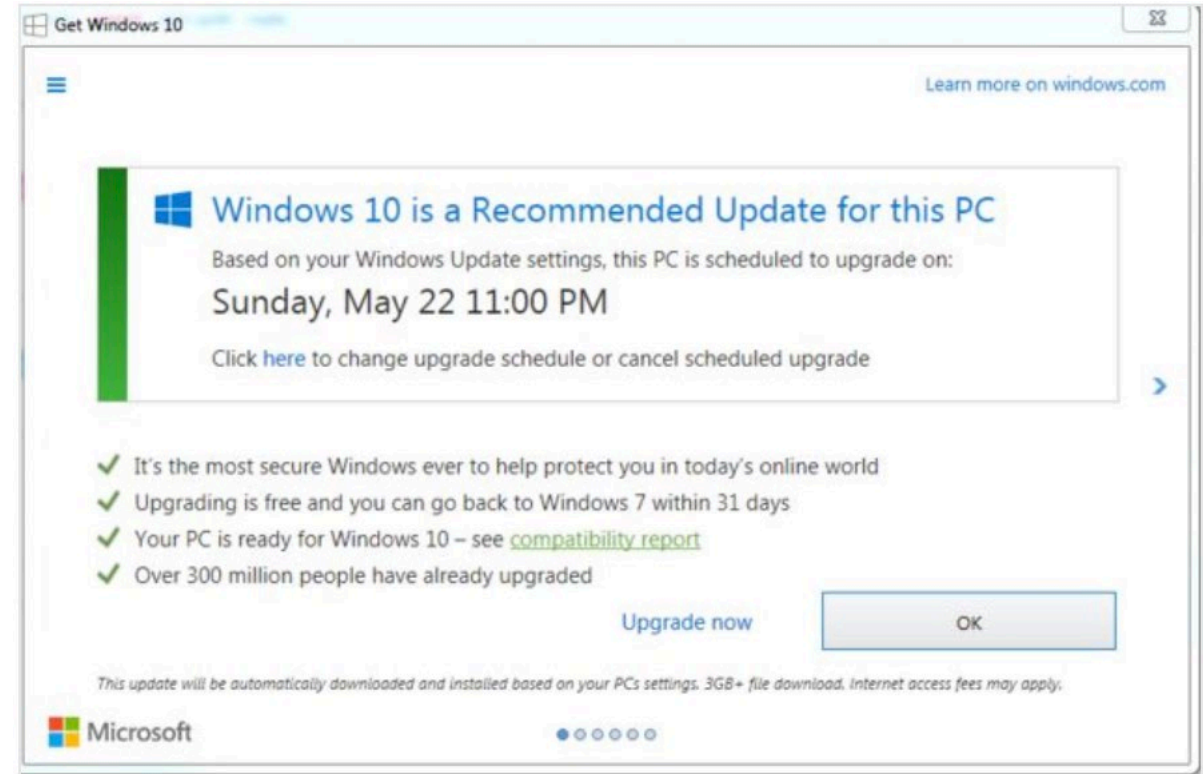 Get Windows 10
Learn more on windows.com
Windows 10 is a Recommended Update for this PC
Based on your Windows Update settings, this PC is scheduled to upgrade on:
Sunday, May 22 11:00 PM
Click here to change upgrade schedule or cancel scheduled upgrade
It's the most secure Windows ever to help protect you in today's online world
Upgrading is free and you can go back to Windows 7 within 31 days
Your PC is ready for Windows 10 – see compatibility report
Over 300 million people have already upgraded
Upgrade now
OK
This update will be automatically downloaded and installed based on your PCs settings. 3GB+ file download. Internet access fees may apply.
Microsoft